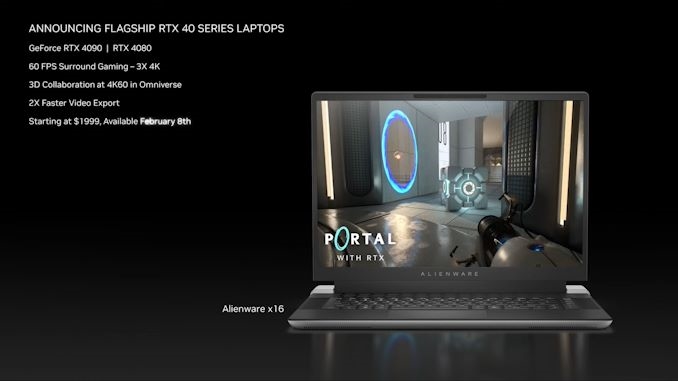 ANNOUNCING FLAGSHIP RTX 40 SERIES LAPTOPS
GeForce RTX 4090 | RTX 4080
60 FPS Surround Gaming – 3X 4K
3D Collaboration at 4K60 in Omniverse
2X Faster Video Export
Starting at $1999, Available February 8th
PORTAL
WITH RTX
ALIENWARE
Alienware x16